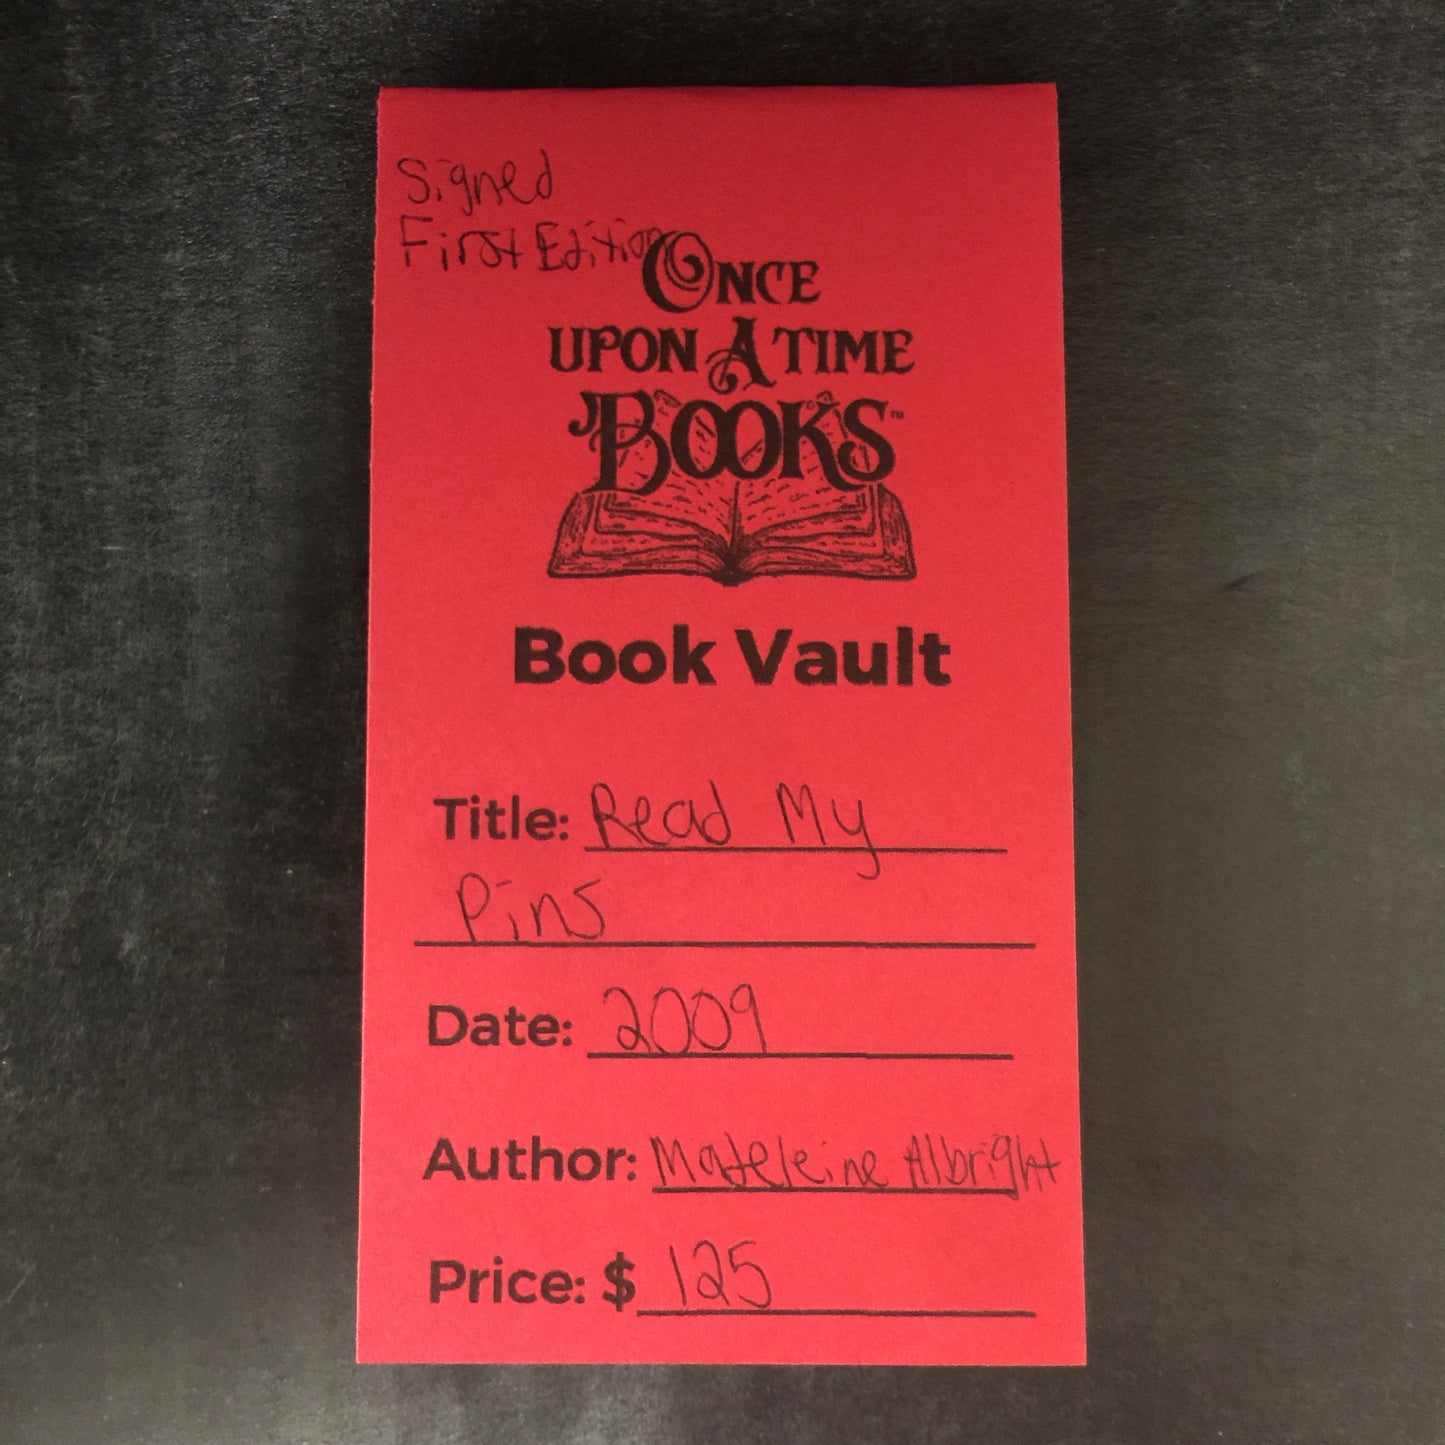 Signed
First Edition
ONCE
UPON A TIME
BOOKS™
Book Vault
Title: Read My
Pins
Date: 2009
Author: Madeleine Albright
Price: $ 125